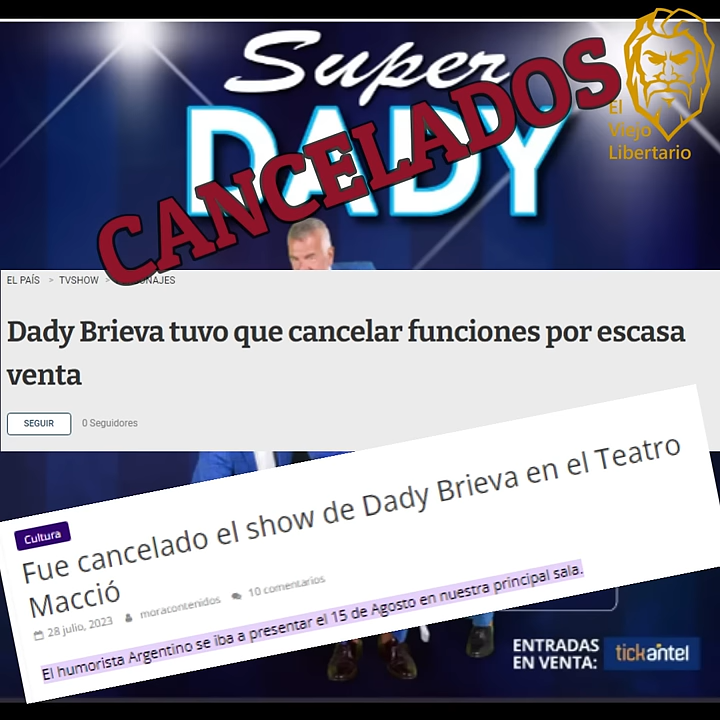 Super
DADY
CANCELADOS
El
Viejo
Libertario
EL PAÍS > TVSHOW > ONAJES
Dady Brieva tuvo que cancelar funciones por escasa
venta
SEGUIR 0 Seguidores
Cultura
Fue cancelado el show de Dady Brieva en el Teatro
Macció
28 julio, 2023 moracontenidos 10 comentarios
El humorista Argentino se iba a presentar el 15 de Agosto en nuestra principal sala.
ENTRADAS
EN VENTA: tickantel